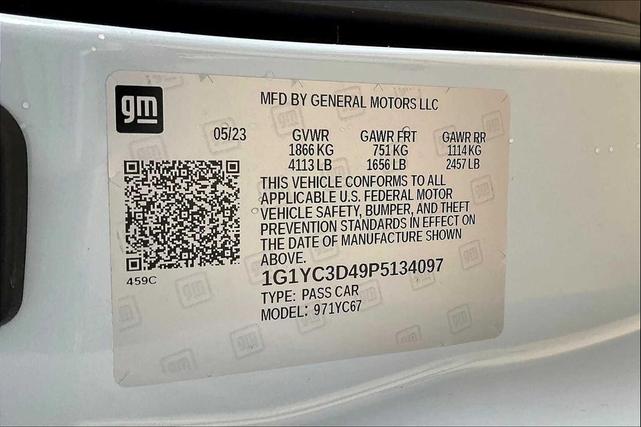 gm
MFD BY GENERAL MOTORS LLC
05/23 GVWR GAWR FRT GAWR RR
1866 KG 751 KG 1114 KG
4113 LB 1656 LB 2457 LB
THIS VEHICLE CONFORMS TO ALL
APPLICABLE U.S. FEDERAL MOTOR
VEHICLE SAFETY, BUMPER, AND THEFT
PREVENTION STANDARDS IN EFFECT ON
THE DATE OF MANUFACTURE SHOWN
ABOVE.
459C
1G1YC3D49P5134097
TYPE: PASS CAR
MODEL: 971YC67